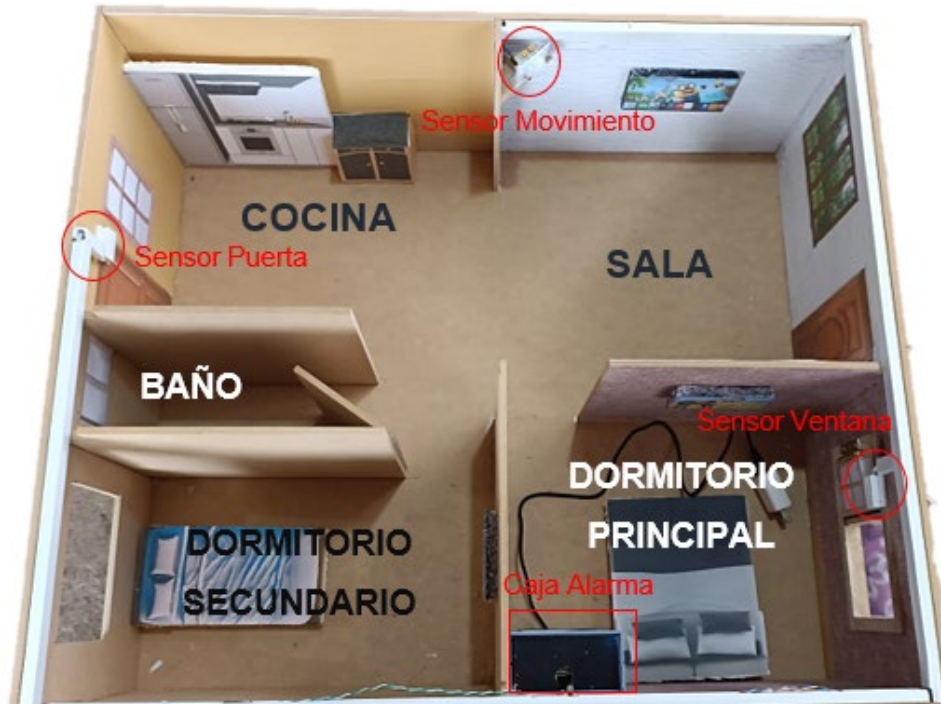 Sensor Movimiento
COCINA
Sensor Puerta
SALA
BAÑO
Sensor Ventana
DORMITORIO
PRINCIPAL
DORMITORIO
SECUNDARIO
Caja Alarma